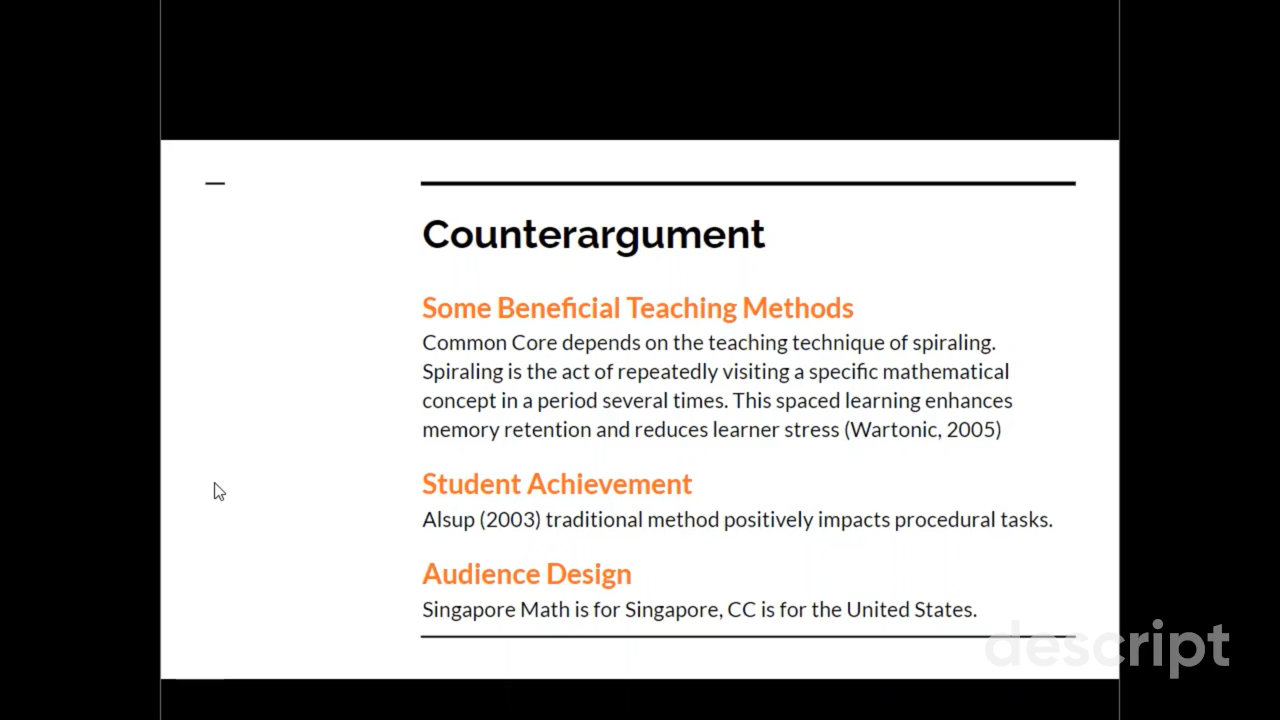 Counterargument
Some Beneficial Teaching Methods
Common Core depends on the teaching technique of spiraling.
Spiraling is the act of repeatedly visiting a specific mathematical
concept in a period several times. This spaced learning enhances
memory retention and reduces learner stress (Wartonic, 2005)
Student Achievement
Alsup (2003) traditional method positively impacts procedural tasks.
Audience Design
Singapore Math is for Singapore, CC is for the United States.
descript